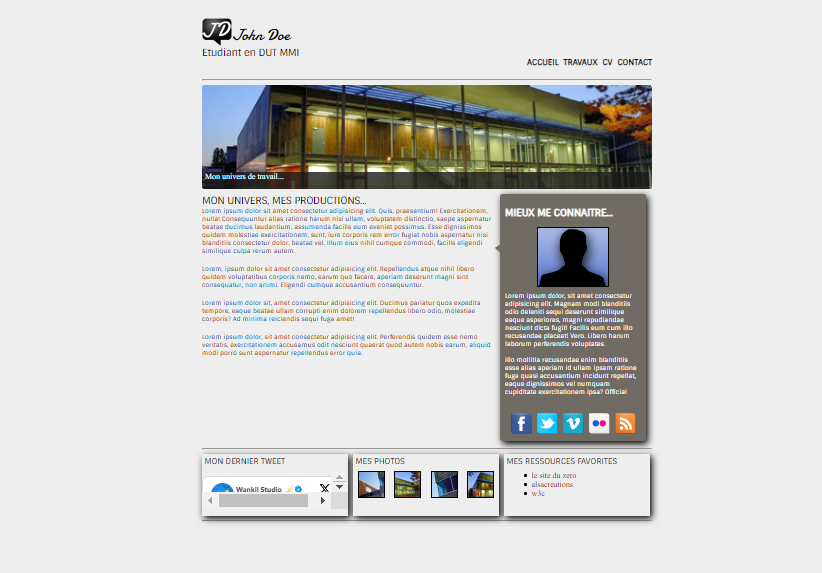 JD John Doe
Etudiant en DUT MMI
ACCUEIL TRAVAUX CV CONTACT
Mon univers de travail...
MON UNIVERS, MES PRODUCTIONS...
Lorem ipsum dolor sit amet consectetur adipisicing elit. Quis, praesentium! Exercitationem,
nulla! Consequuntur alias ratione harum nisi ullam, voluptatem distinctio, saepe aspernatur
beatae ducimus laudantium, assumenda facilis eum eveniet possimus. Esse dignissimos
quidem molestiae exercitationem, sunt, iure corporis rem error fugiat nobis aspernatur nisi
blanditiis consectetur dolor, beatae vel. Illum eius nihil cumque commodi, facilis eligendi
similique culpa rerum autem.
Lorem, ipsum dolor sit amet consectetur adipisicing elit. Repellendus atque nihil libero
quidem voluptatibus corporis nemo, earum quo facere, aperiam deserunt magni sint
consequatur, non animi. Eligendi cumque accusantium consequuntur.
Lorem ipsum dolor sit, amet consectetur adipisicing elit. Ducimus pariatur quos expedita
tempore, eaque beatae ullam corrupti enim dolorem repellendus libero odio, molestiae
corporis? Ad minima reiciendis sequi fuga amet!
Lorem ipsum dolor sit amet consectetur adipisicing elit. Perferendis quidem esse nemo
veritatis, exercitationem accusamus odit nesciunt quaerat quod autem nobis earum, aliquid
modi porro sunt aspernatur repellendus error quia.
MIEUX ME CONNAITRE...
Lorem ipsum dolor, sit amet consectetur
adipisicing elit. Magnam modi blanditiis
odio deleniti sequi deserunt similique
eaque asperiores, magni repudiandae
nesciunt dicta fugit! Facilis eum cum illo
recusandae placeat! Vero. Libero harum
laborum perferendis voluptates.
Illo mollitia recusandae enim blanditiis
esse alias aperiam id ullam ipsam ratione
fuga quasi accusantium incidunt repellat,
eaque dignissimos vel numquam
cupiditate exercitationem ipsa? Officia!
MON DERNIER TWEET
Wankil Studio
MES PHOTOS
MES RESSOURCES FAVORITES
le site du zero
alsacreations
w3c